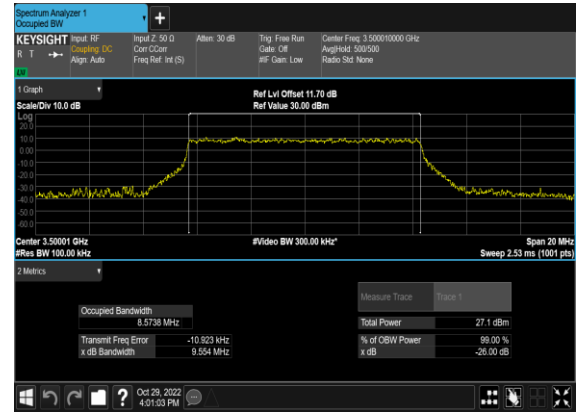 Spectrum Analyzer 1
Occupied BW
+
KEYSIGHT
R T
LXI
Input: RF
Coupling: DC
Align: Auto
Input Z: 50 Ω
Corr CCorr
Freq Ref: Int (S)
Atten: 30 dB
Trig: Free Run
Gate: Off
#IF Gain: Low
Center Freq: 3.500010000 GHz
Avg|Hold: 500/500
Radio Std: None
1 Graph
Scale/Div 10.0 dB
Ref Lvl Offset 11.70 dB
Ref Value 30.00 dBm
Log
20.0
10.0
0.00
-10.0
-20.0
-30.0
-40.0
-50.0
-60.0
Center 3.50001 GHz
#Res BW 100.00 kHz
#Video BW 300.00 kHz*
Span 20 MHz
Sweep 2.53 ms (1001 pts)
2 Metrics
Measure Trace Trace 1
Occupied Bandwidth
8.5738 MHz
Total Power 27.1 dBm
Transmit Freq Error -10.923 kHz
% of OBW Power 99.00 %
x dB Bandwidth 9.554 MHz
x dB -26.00 dB
?
Oct 29, 2022
4:01:03 PM